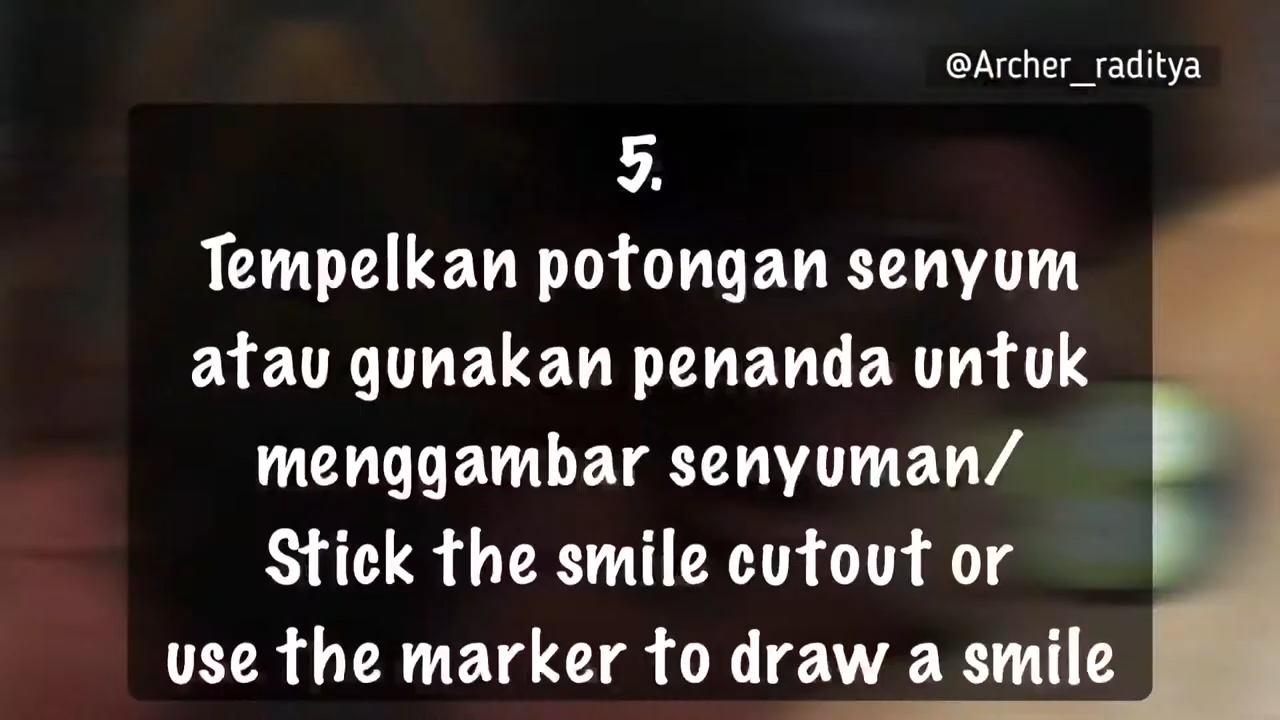 @Archer_raditya
5.
Tempelkan potongan senyum
atau gunakan penanda untuk
menggambar senyuman/
Stick the smile cutout or
use the marker to draw a smile